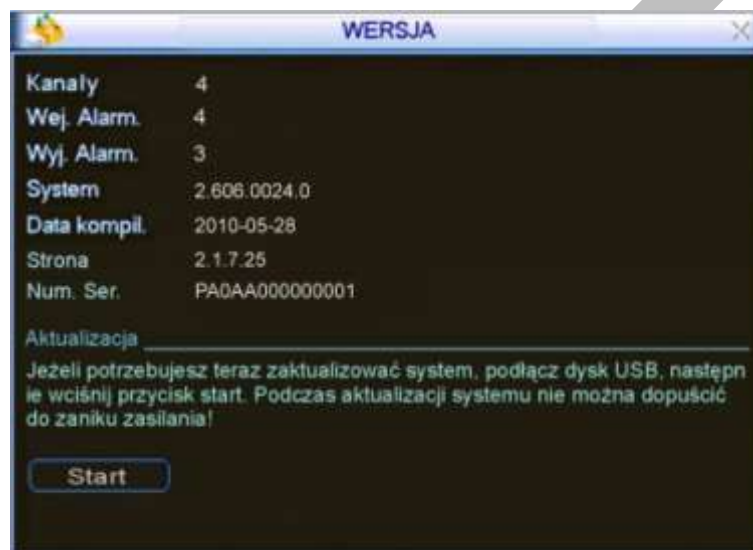 WERSJA
Kanały 4
Wej. Alarm. 4
Wyj. Alarm. 3
System 2.606.0024.0
Data kompil. 2010-05-28
Strona 2.1.7.25
Num. Ser. PA0AA000000001
Aktualizacja
Jeżeli potrzebujesz teraz zaktualizować system, podłącz dysk USB, następn
ie wciśnij przycisk start. Podczas aktualizacji systemu nie można dopuścić
do zaniku zasilania!
Start